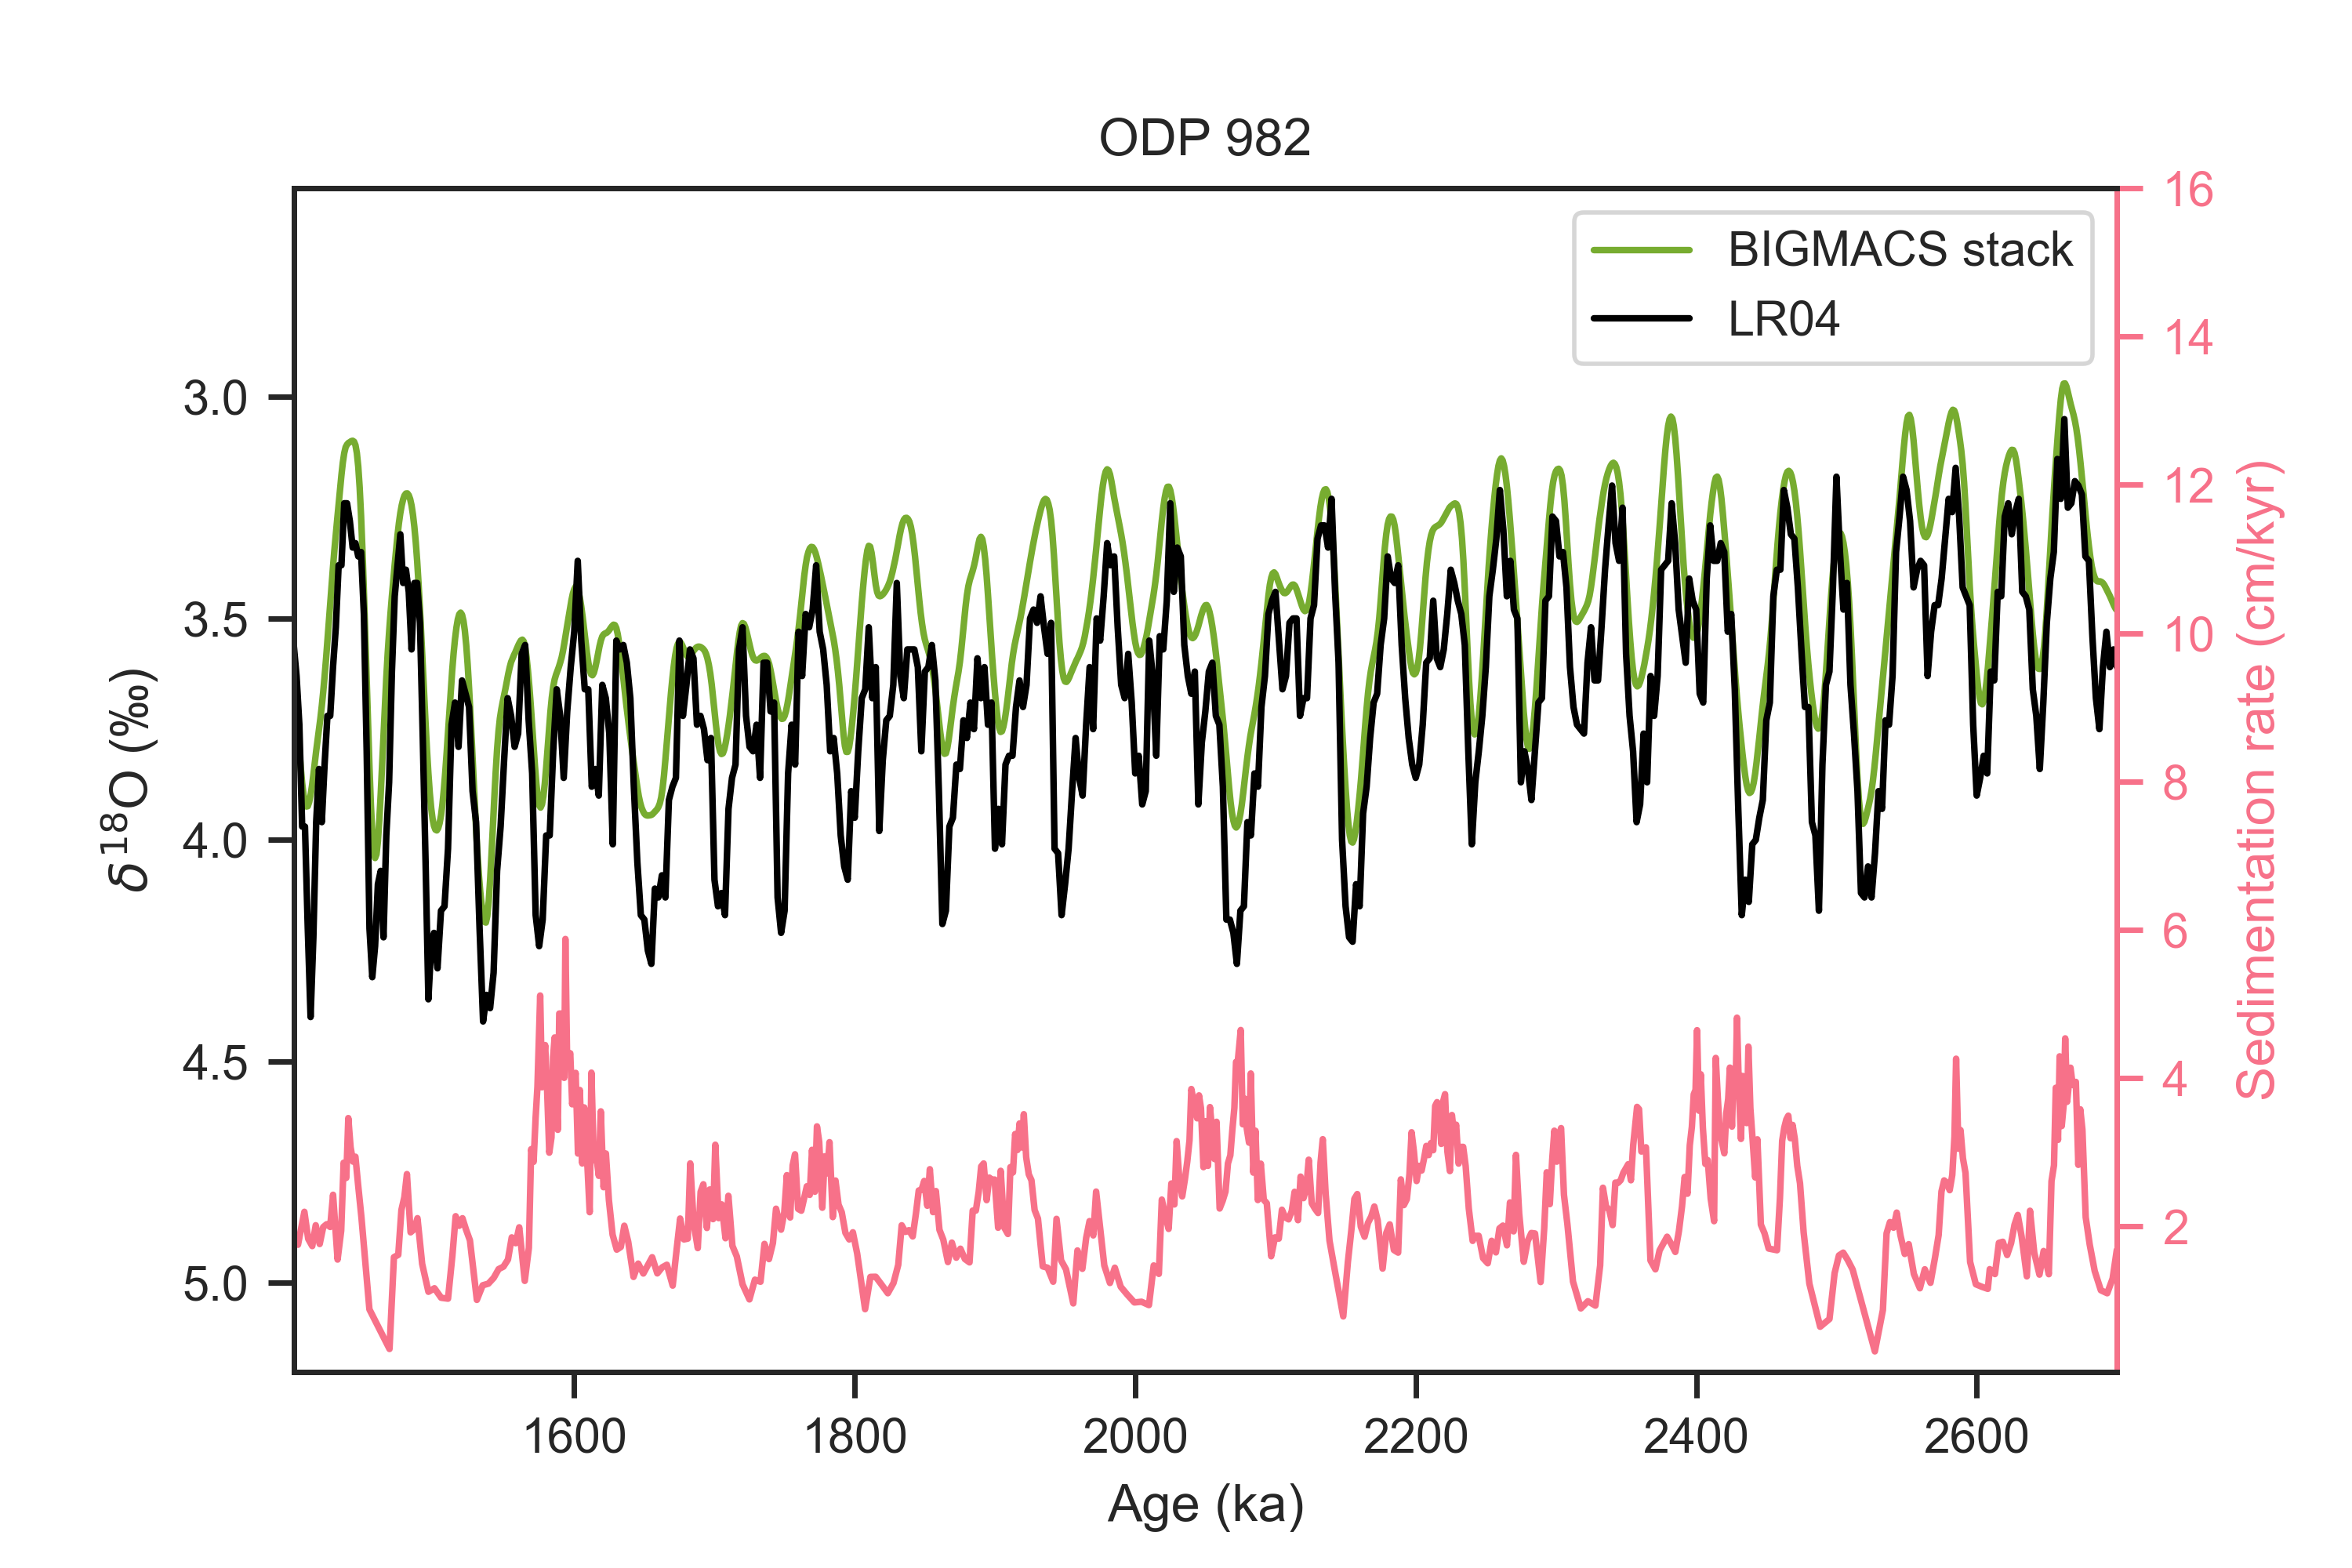 ODP 982
BIGMACS stack
LR04
3.0
3.5
4.0
4.5
5.0
δ¹⁸O (‰)
16
14
12
10
8
6
4
2
Sedimentation rate (cm/kyr)
1600 1800 2000 2200 2400 2600
Age (ka)